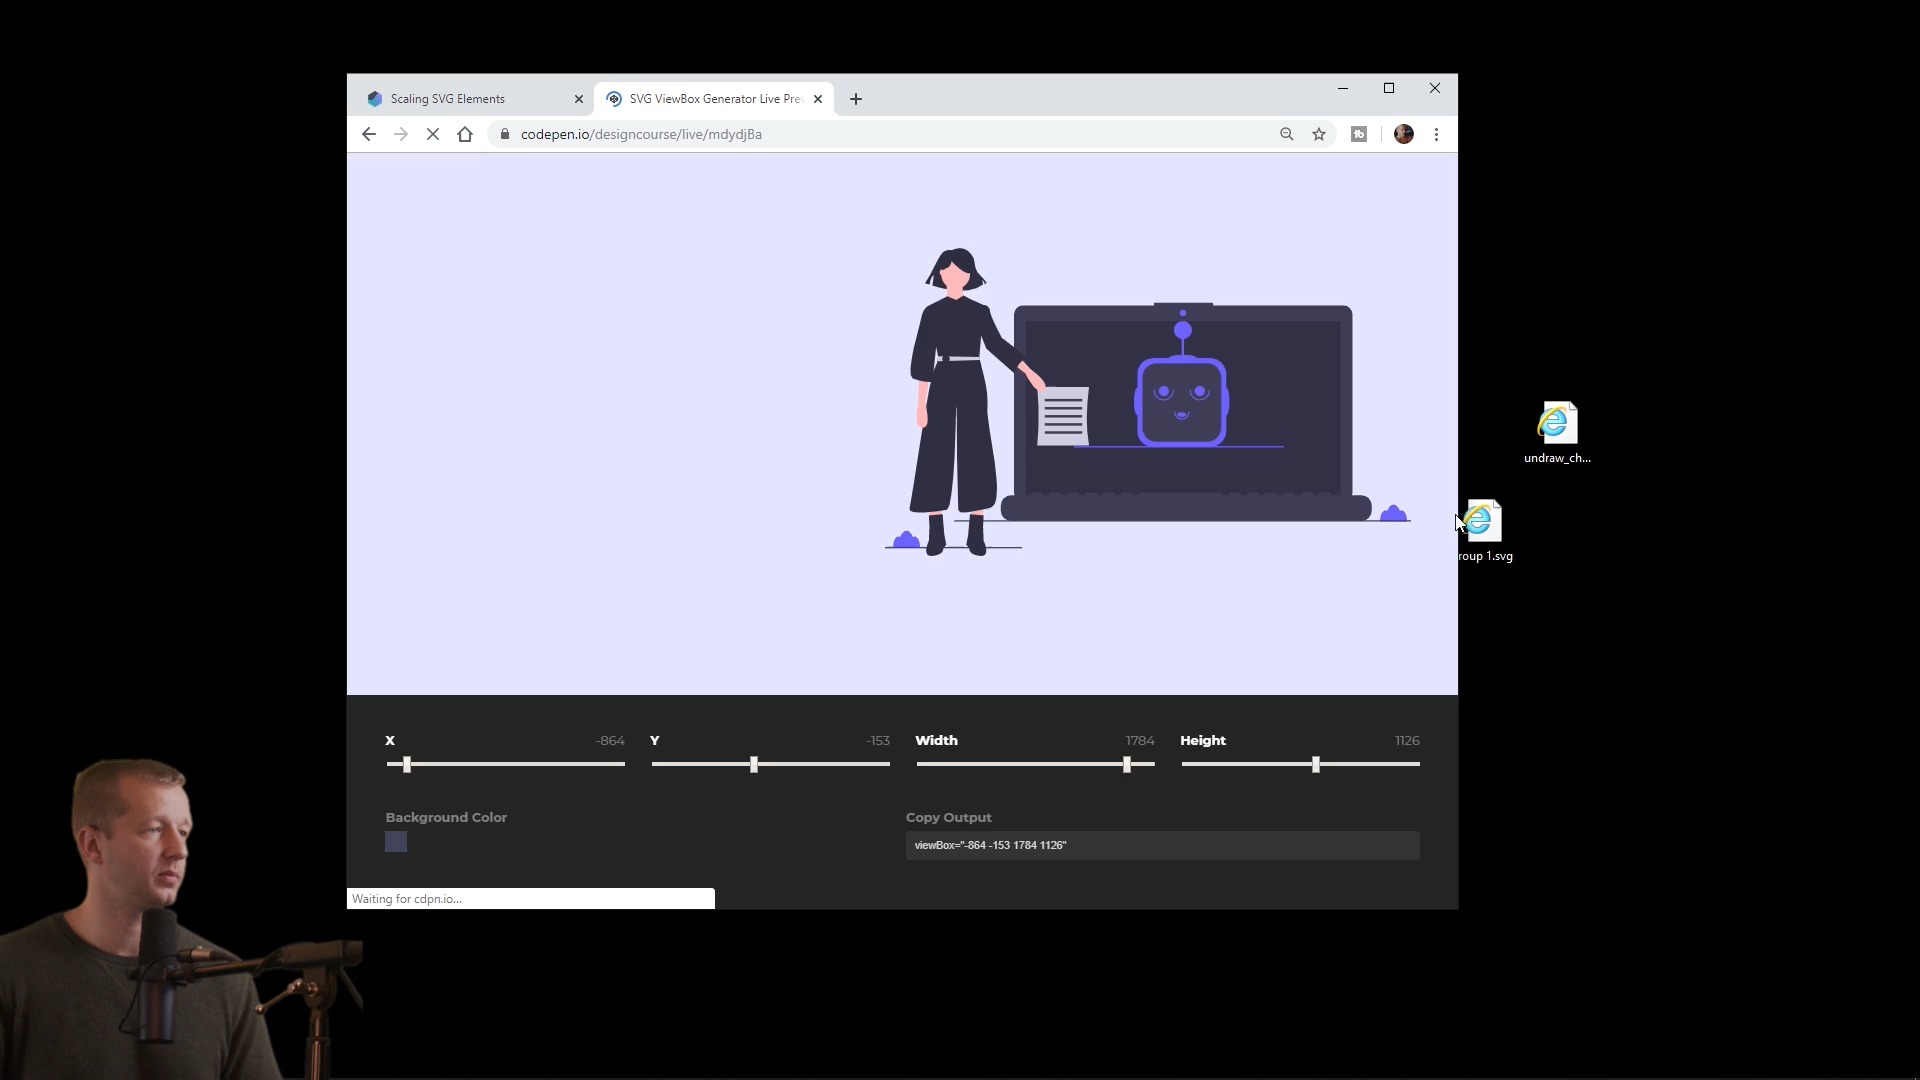 Scaling SVG Elements
SVG ViewBox Generator Live Prev
codepen.io/designcourse/live/mdydjBa
undraw_ch...
roup 1.svg
X -864 Y -153 Width 1784 Height 1126
Background Color Copy Output
viewBox="-864 -153 1784 1126"
Waiting for cdpn.io...